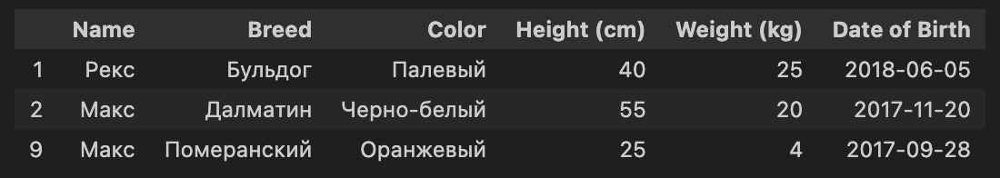 Name Breed Color Height (cm) Weight (kg) Date of Birth
1 Рекс Бульдог Палевый 40 25 2018-06-05
2 Макс Далматин Черно-белый 55 20 2017-11-20
9 Макс Померанский Оранжевый 25 4 2017-09-28